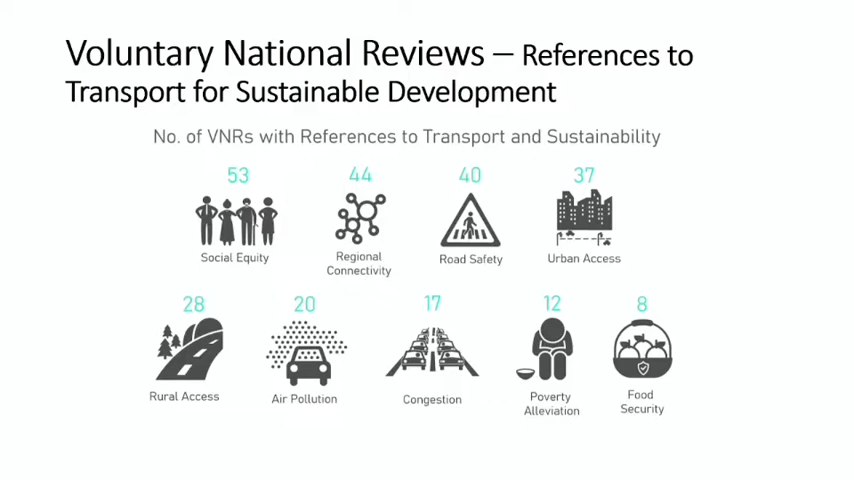 Voluntary National Reviews – References to
Transport for Sustainable Development
No. of VNRs with References to Transport and Sustainability
53
44
40
37
Social Equity
Regional
Connectivity
Road Safety
Urban Access
28
20
17
12
8
Rural Access
Air Pollution
Congestion
Poverty
Alleviation
Food
Security